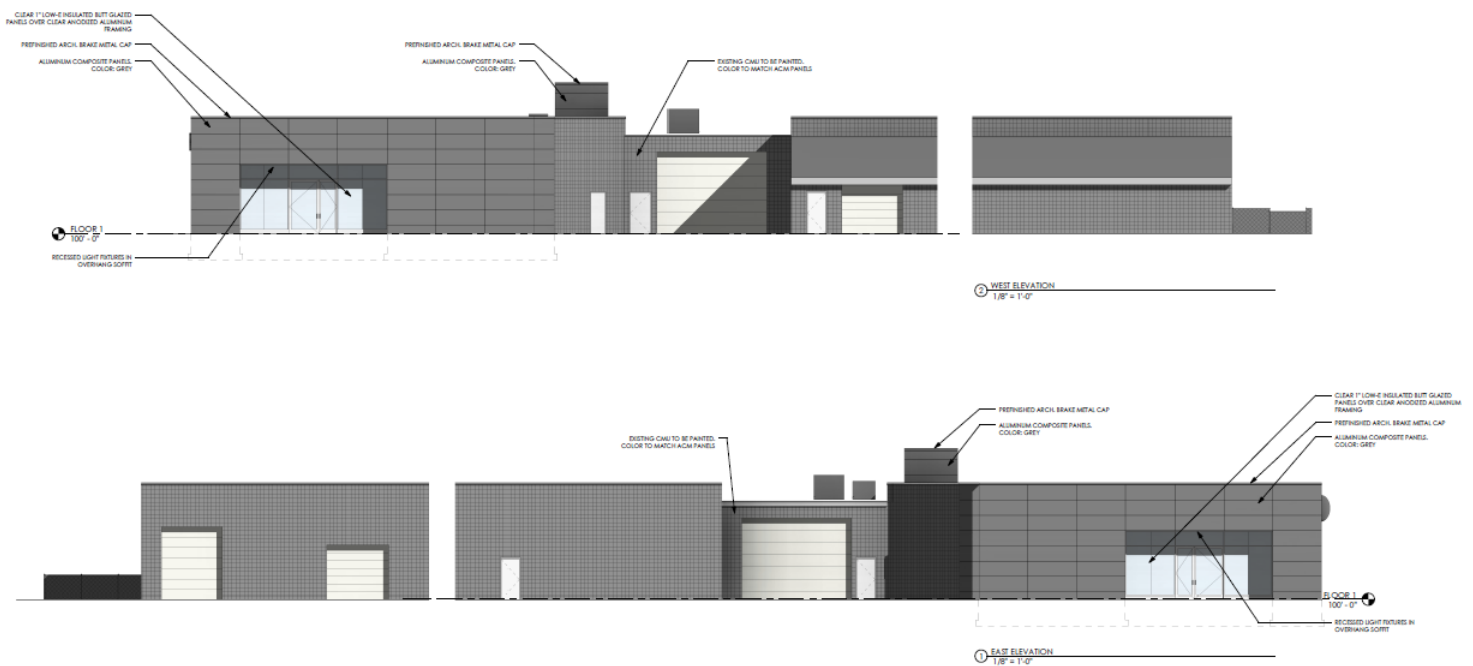 CLEAR 1" LOW-E INSULATED BUTT GLAZED
PANELS OVER CLEAR ANODIZED ALUMINUM
FRAMING
PREFINISHED ARCH. BRAKE METAL CAP
ALUMINUM COMPOSITE PANELS.
COLOR: GREY
PREFINISHED ARCH. BRAKE METAL CAP
ALUMINUM COMPOSITE PANELS.
COLOR: GREY
EXISTING CMU TO BE PAINTED.
COLOR TO MATCH ACM PANELS
FLOOR 1
100' - 0"
RECESSED LIGHT FIXTURES IN
OVERHANG SOFFIT
2 WEST ELEVATION
1/8" = 1'-0"
EXISTING CMU TO BE PAINTED.
COLOR TO MATCH ACM PANELS
PREFINISHED ARCH. BRAKE METAL CAP
ALUMINUM COMPOSITE PANELS.
COLOR: GREY
CLEAR 1" LOW-E INSULATED BUTT GLAZED
PANELS OVER CLEAR ANODIZED ALUMINUM
FRAMING
PREFINISHED ARCH. BRAKE METAL CAP
ALUMINUM COMPOSITE PANELS.
COLOR: GREY
FLOOR 1
100' - 0"
RECESSED LIGHT FIXTURES IN
OVERHANG SOFFIT
1 EAST ELEVATION
1/8" = 1'-0"